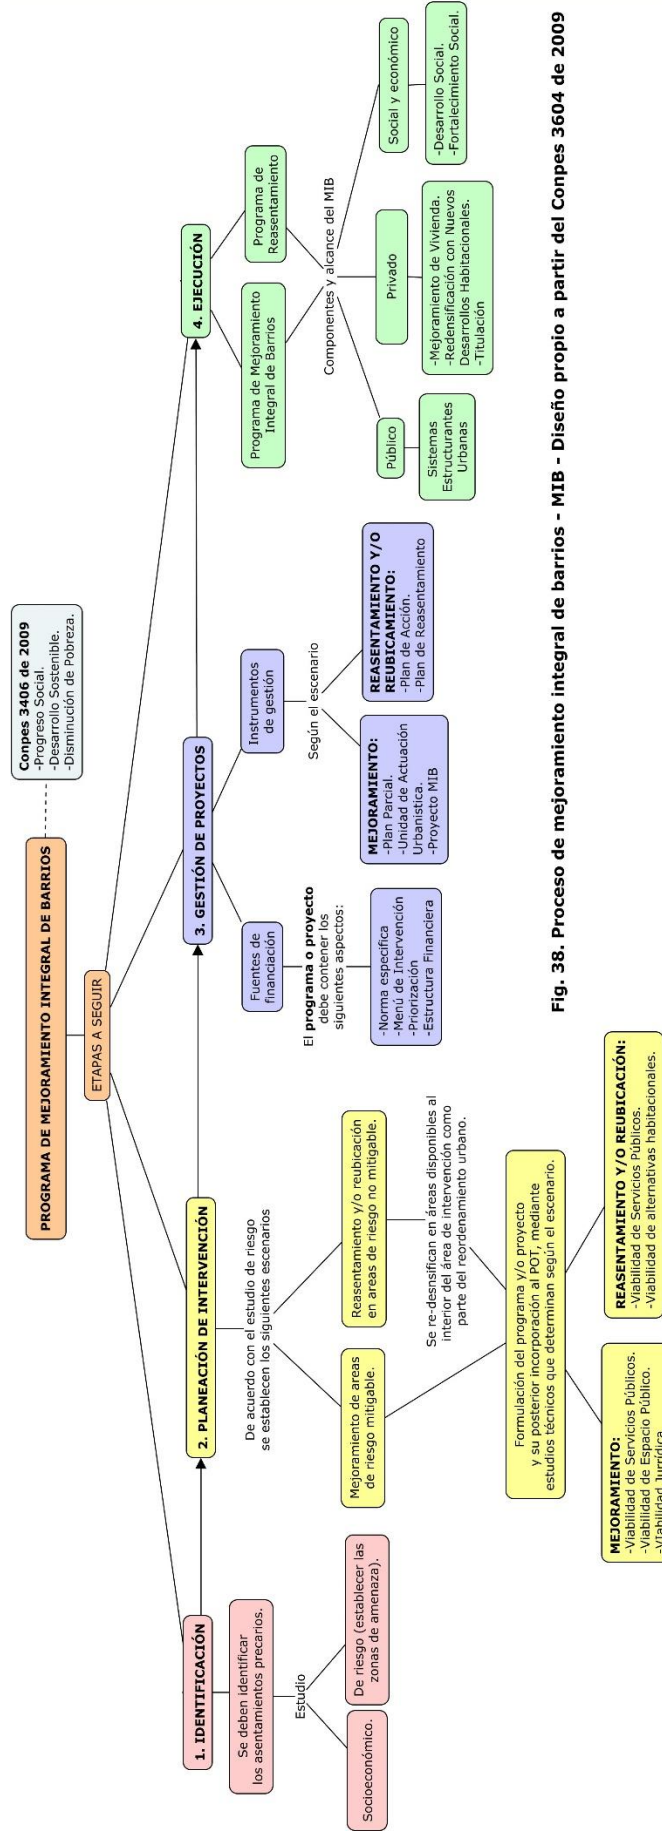 PROGRAMA DE MEJORAMIENTO INTEGRAL DE BARRIOS
Conpes 3406 de 2009
-Progreso Social.
-Desarrollo Sostenible.
-Disminución de Pobreza.
ETAPAS A SEGUIR
1. IDENTIFICACIÓN
Se deben identificar
los asentamientos precarios.
Estudio
Socioeconómico.
De riesgo (establecer las
zonas de amenaza).
2. PLANEACIÓN DE INTERVENCIÓN
De acuerdo con el estudio de riesgo
se establecen los siguientes escenarios
Mejoramiento de areas
de riesgo mitigable.
Reasentamiento y/o reubicación
en areas de riesgo no mitigable.
Se re-desnsifican en áreas disponibles al
interior del área de intervención como
parte del reordenamiento urbano.
Formulación del programa y/o proyecto
y su posterior incorporación al POT, mediante
estudios técnicos que determinan según el escenario.
MEJORAMIENTO:
-Viabilidad de Servicios Públicos.
-Viabilidad de Espacio Público.
-VIabilidad Jurrídica
REASENTAMIENTO Y/O REUBICACIÓN:
-Viabilidad de Servicios Públicos.
-Viabilidad de alternativas habitacionales.
3. GESTIÓN DE PROYECTOS
Fuentes de
financiación
El programa o proyecto
debe contener los
siguientes aspectos:
-Norma especifica
-Menú de Intervención
-Priorización
-Estructura Financiera
Instrumentos
de gestión
Según el escenario
MEJORAMIENTO:
-Plan Parcial.
-Unidad de Actuación
Urbanistica.
-Proyecto MIB
REASENTAMIENTO Y/O
REUBICAMIENTO:
-Plan de Acción.
-Plan de Reasentamiento
4. EJECUCIÓN
Programa de Mejoramiento
Integral de Barrios
Programa de
Reasentamiento
Componentes y alcance del MIB
Público
Sistemas
Estructurantes
Urbanas
Privado
-Mejoramiento de Vivienda.
-Redensificación con Nuevos
Desarrollos Habitacionales.
-Titulación
Social y económico
-Desarrollo Social.
-Fortalecimiento Social.
Fig. 38. Proceso de mejoramiento integral de barrios - MIB - Diseño propio a partir del Conpes 3604 de 2009